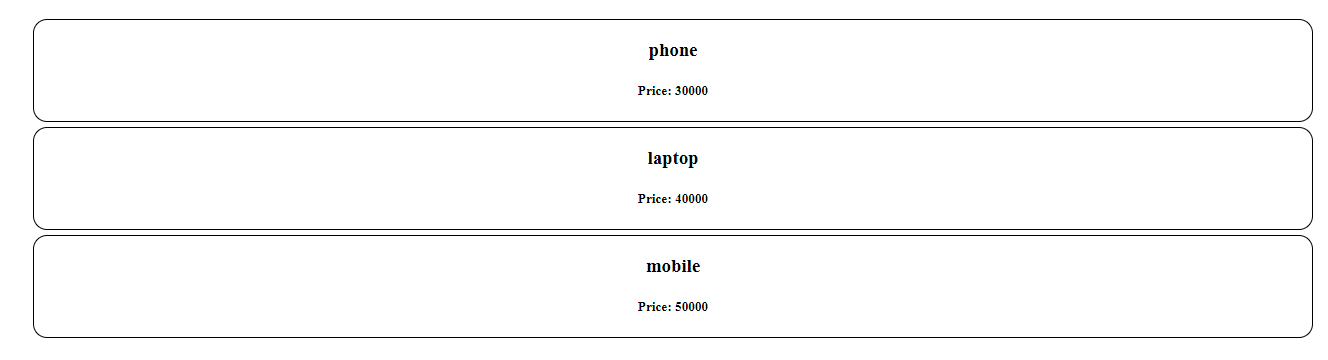 phone
Price: 30000
laptop
Price: 40000
mobile
Price: 50000